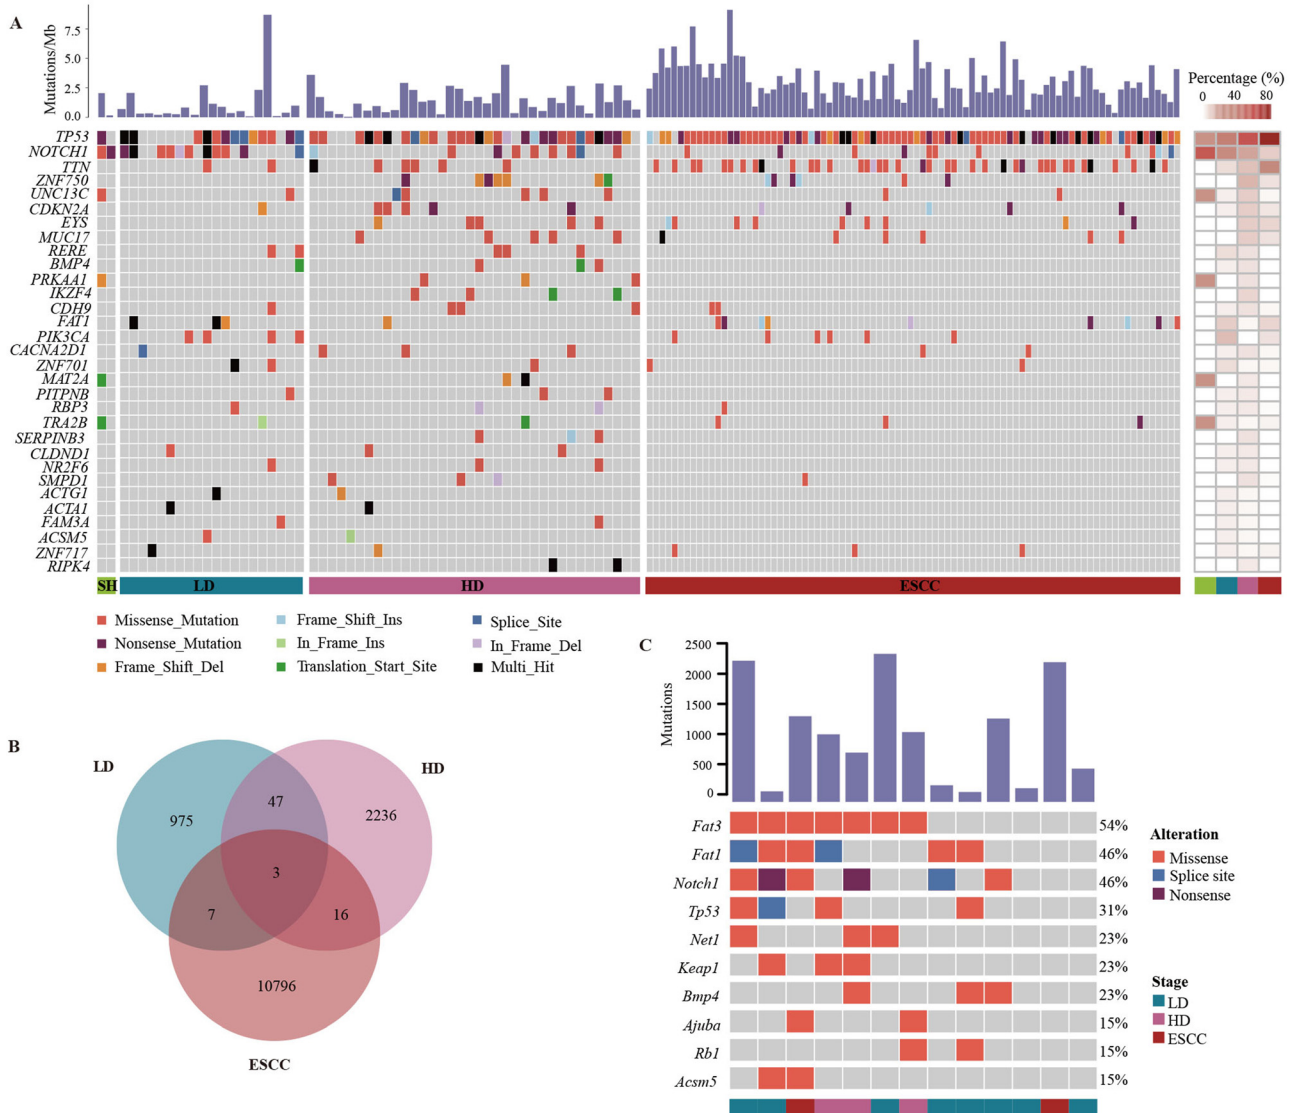 A
Mutations/Mb
7.5
5.0
2.5
0.0
Percentage (%)
0 40 80
TP53
NOTCH1
TTN
ZNF750
UNC13C
CDKN2A
EYS
MUC17
RERE
BMP4
PRKAA1
IKZF4
CDH9
FAT1
PIK3CA
CACNA2D1
ZNF701
MAT2A
PITPNB
RBP3
TRA2B
SERPINB3
CLDND1
NR2F6
SMPD1
ACTG1
ACTA1
FAM3A
ACSM5
ZNF717
RIPK4
SH LD HD ESCC
Missense_Mutation Frame_Shift_Ins Splice_Site
Nonsense_Mutation In_Frame_Ins In_Frame_Del
Frame_Shift_Del Translation_Start_Site Multi_Hit
B
LD
HD
47
975
2236
3
7
16
10796
ESCC
C
Mutations
2500
2000
1500
1000
500
0
Fat3 54%
Fat1 46%
Notch1 46%
Tp53 31%
Net1 23%
Keap1 23%
Bmp4 23%
Ajuba 15%
Rb1 15%
Acsm5 15%
Alteration
Missense
Splice site
Nonsense
Stage
LD
HD
ESCC